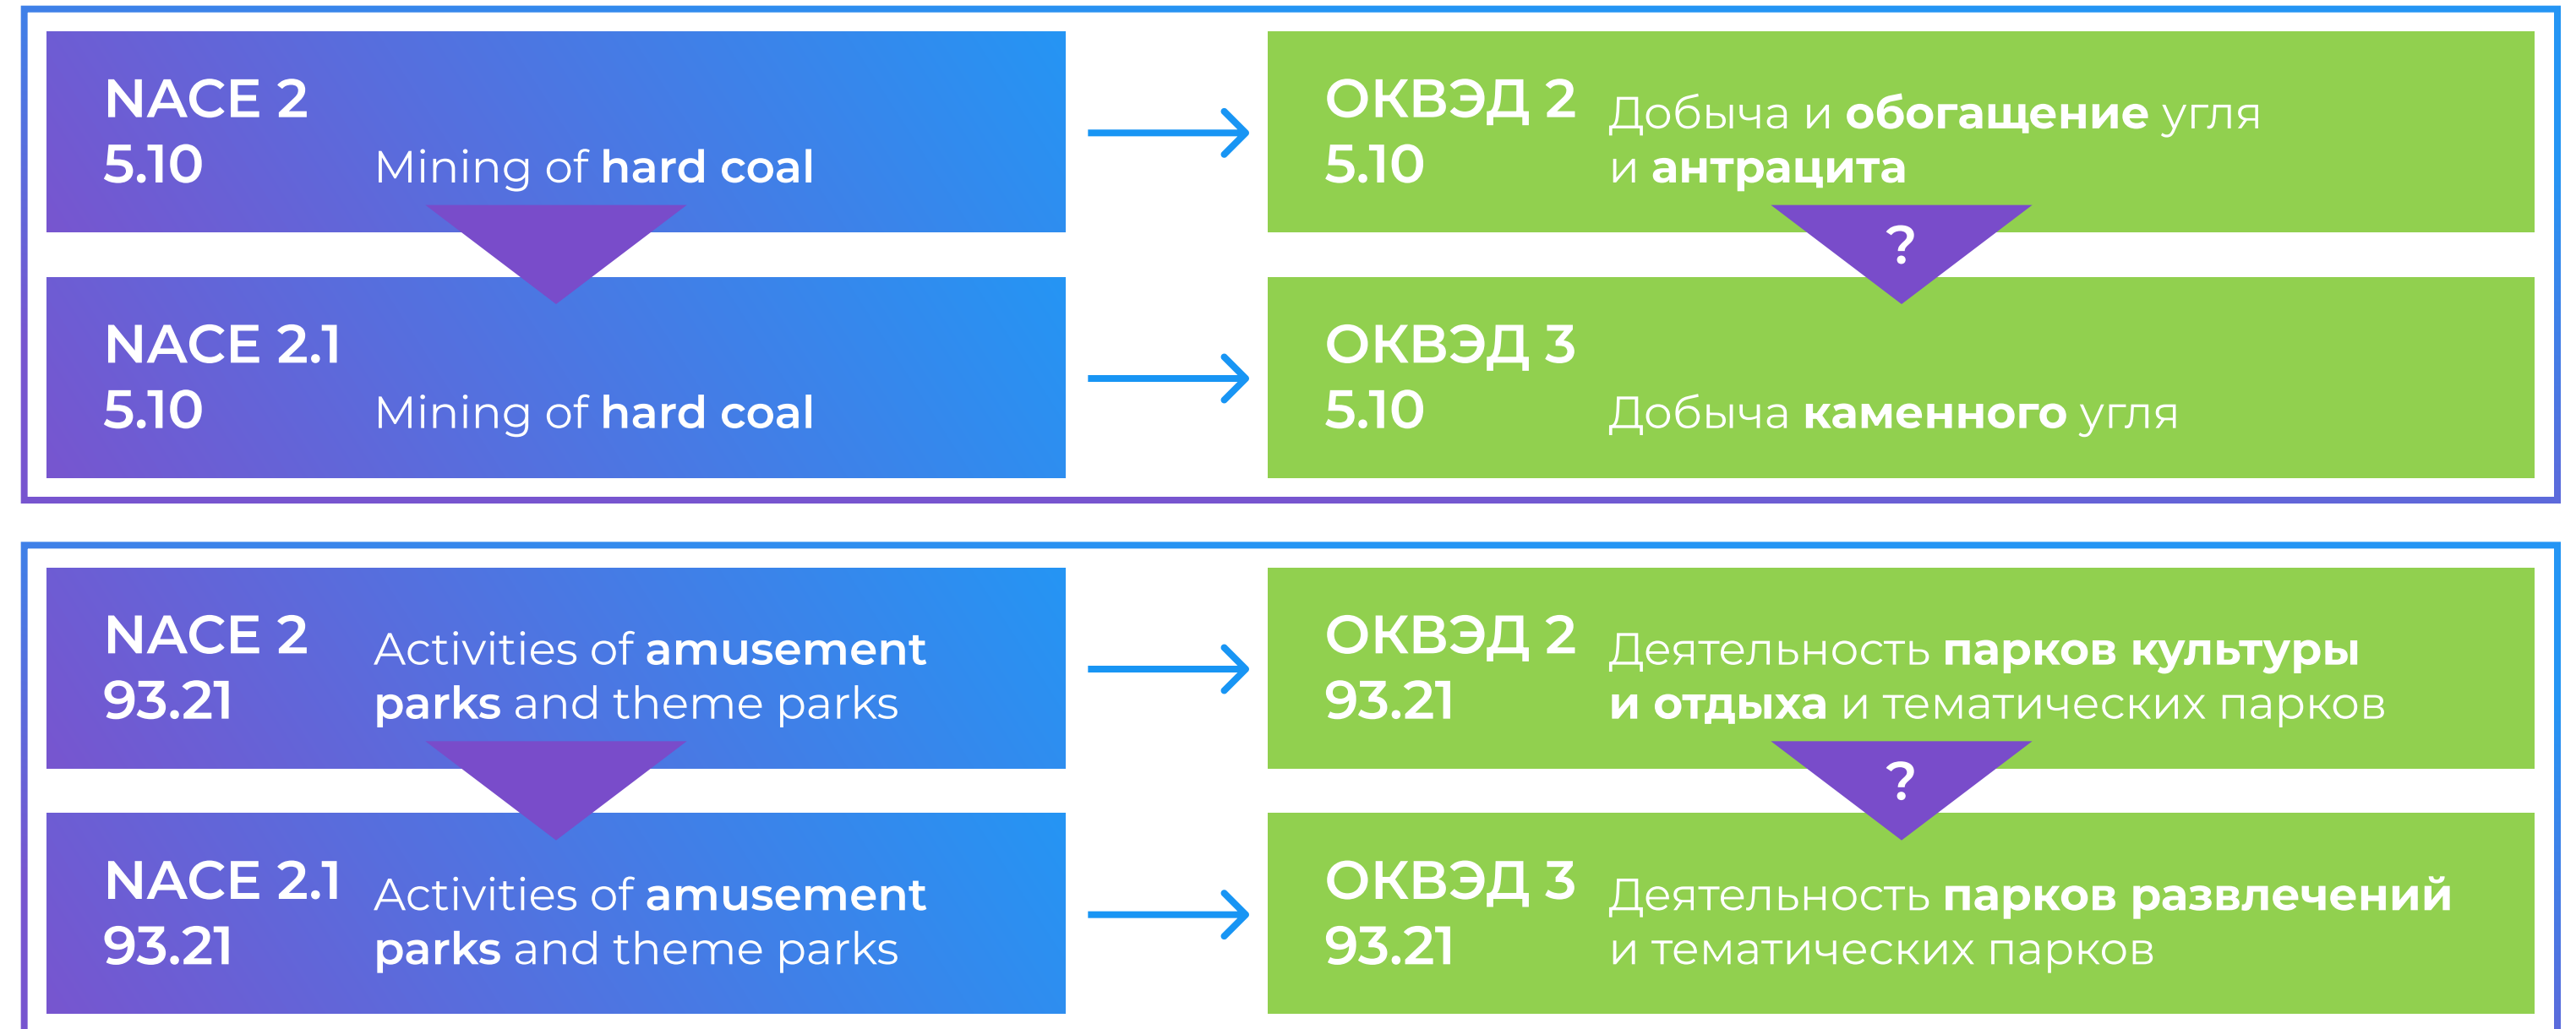 NACE 2
5.10
Mining of hard coal
ОКВЭД 2
5.10
Добыча и обогащение угля
и антрацита
?
NACE 2.1
5.10
Mining of hard coal
ОКВЭД 3
5.10
Добыча каменного угля
NACE 2
93.21
Activities of amusement
parks and theme parks
ОКВЭД 2
93.21
Деятельность парков культуры
и отдыха и тематических парков
?
NACE 2.1
93.21
Activities of amusement
parks and theme parks
ОКВЭД 3
93.21
Деятельность парков развлечений
и тематических парков